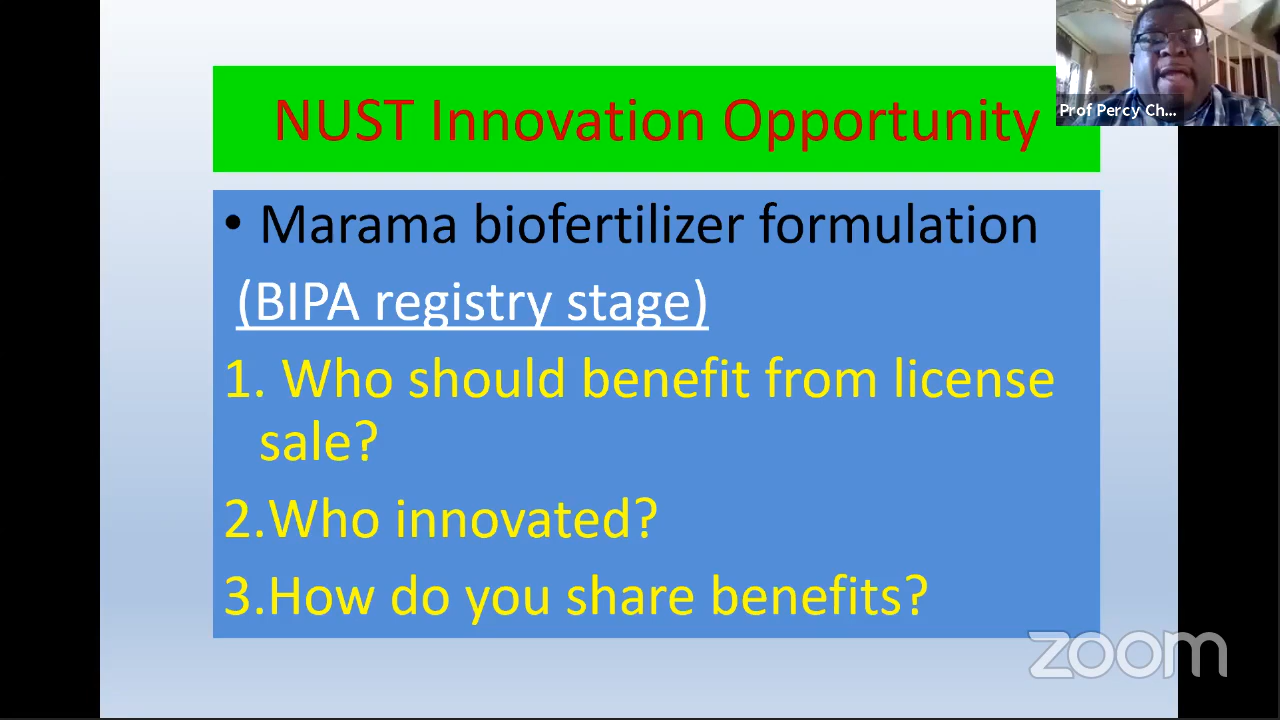 NUST Innovation Opportunity
Prof Percy Ch...
• Marama biofertilizer formulation
(BIPA registry stage)
1. Who should benefit from license
sale?
2.Who innovated?
3.How do you share benefits?
zoom